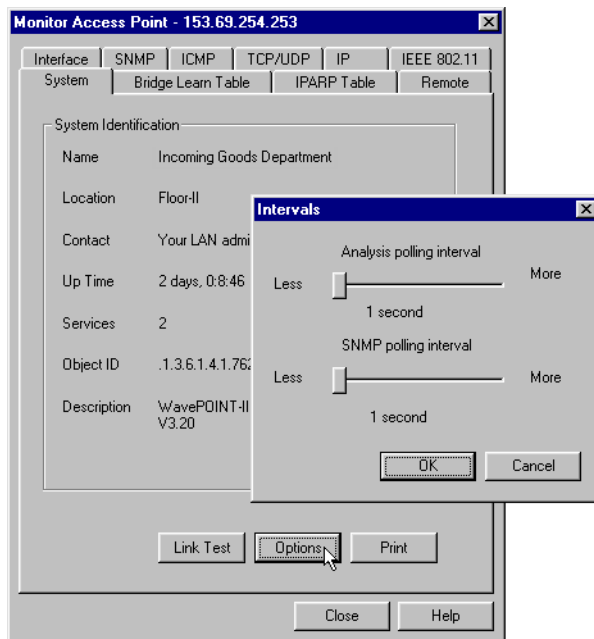 Monitor Access Point - 153.69.254.253
Interface SNMP ICMP TCP/UDP IP IEEE 802.11
System Bridge Learn Table IPARP Table Remote
System Identification
Name Incoming Goods Department
Location Floor-II
Contact Your LAN admi
Up Time 2 days, 0:8:46
Services 2
Object ID .1.3.6.1.4.1.762
Description WavePOINT-II
V3.20
Link Test Options Print
Close Help
Intervals
Analysis polling interval
Less More
1 second
SNMP polling interval
Less More
1 second
OK Cancel